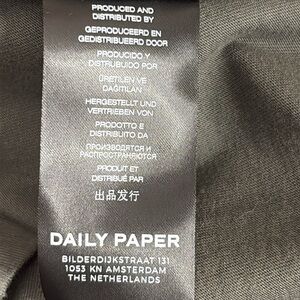 PRODUCED AND
DISTRIBUTED BY
GEPRODUCEERD EN
GEDISTRIBUEERD DOOR
PRODUCIDO Y
DISTRIBUIDO POR
ÜRETILEN VE
DAĞITILAN
HERGESTELLT UND
VERTRIEBEN VON
PRODOTTO E
DISTRIBUITO DA
ПРОИЗВОДЯТСЯ И
РАСПРОСТРАНЯЮТСЯ
PRODUIT ET
DISTRIBUÉ PAR
出品发行
DAILY PAPER
BILDERDIJKSTRAAT 131
1053 KN AMSTERDAM
THE NETHERLANDS